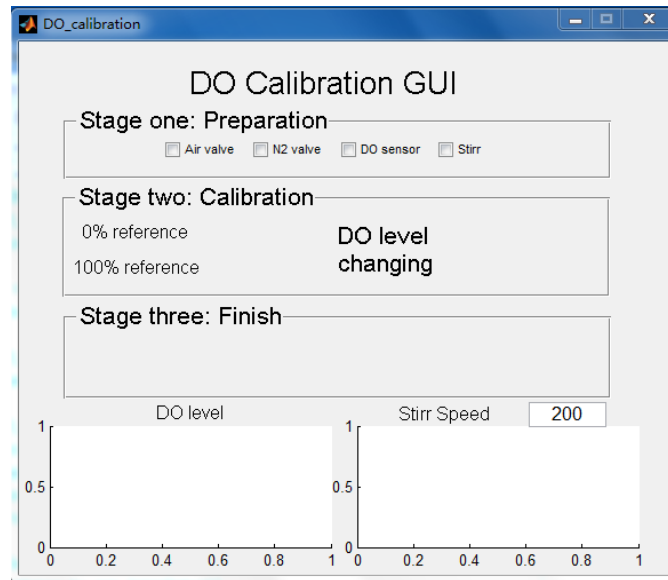 DO_calibration
DO Calibration GUI
Stage one: Preparation
Air valve N2 valve DO sensor Stirr
Stage two: Calibration
0% reference
100% reference
DO level
changing
Stage three: Finish
DO level
1
0.5
0
0 0.2 0.4 0.6 0.8 1
Stirr Speed 200
1
0.5
0
0 0.2 0.4 0.6 0.8 1